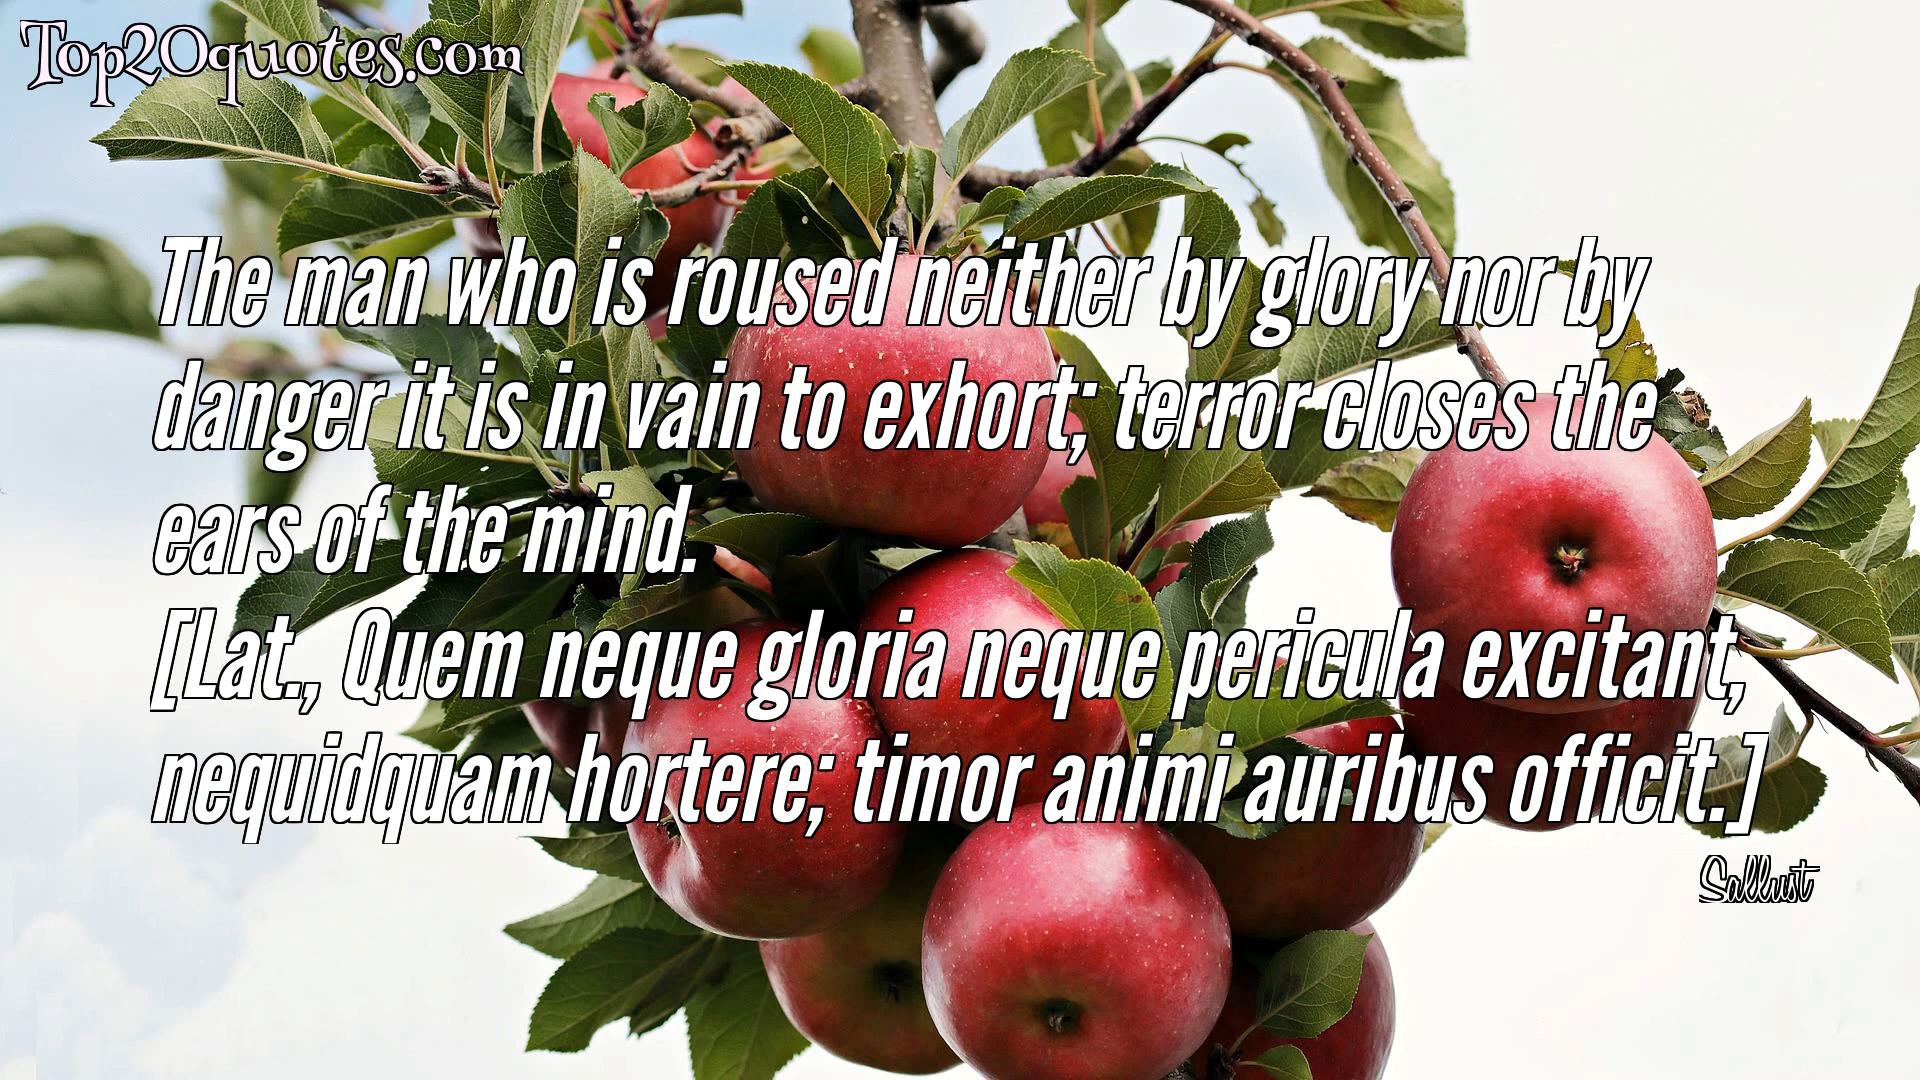 Top20quotes.com
The man who is roused neither by glory nor by
danger it is in vain to exhort; terror closes the
ears of the mind.
[Lat., Quem neque gloria neque pericula excitant,
nequidquam hortere; timor animi auribus officit.]
Sallust